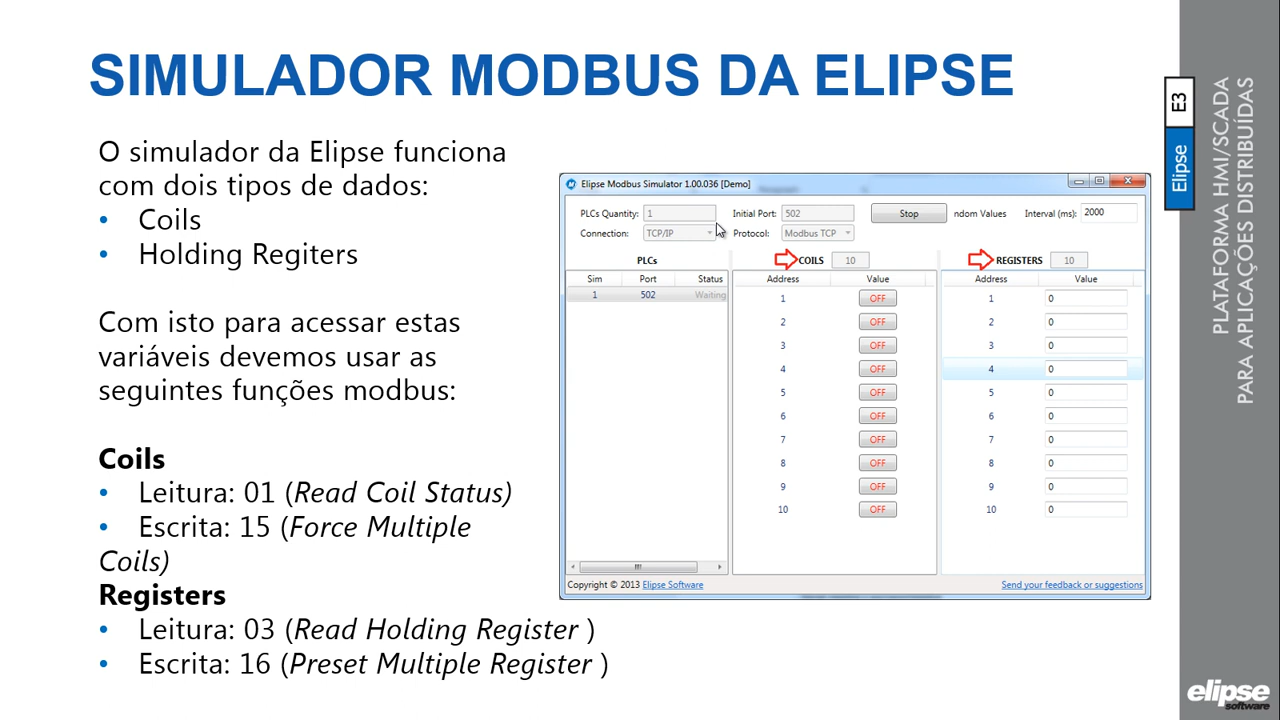 SIMULADOR MODBUS DA ELIPSE
O simulador da Elipse funciona
com dois tipos de dados:
• Coils
• Holding Regiters
Com isto para acessar estas
variáveis devemos usar as
seguintes funções modbus:
Coils
• Leitura: 01 (Read Coil Status)
• Escrita: 15 (Force Multiple
Coils)
Registers
• Leitura: 03 (Read Holding Register )
• Escrita: 16 (Preset Multiple Register )
Elipse Modbus Simulator 1.00.036 [Demo]
PLCs Quantity: 1 Initial Port: 502 Stop ndom Values Interval (ms): 2000
Connection: TCP/IP Protocol: Modbus TCP
PLCs COILS 10 REGISTERS 10
Sim Port Status Address Value Address Value
1 502 Waiting 1 OFF 1 0
2 OFF 2 0
3 OFF 3 0
4 OFF 4 0
5 OFF 5 0
6 OFF 6 0
7 OFF 7 0
8 OFF 8 0
9 OFF 9 0
10 OFF 10 0
Copyright © 2013 Elipse Software Send your feedback or suggestions
Elipse E3
PLATAFORMA HMI/SCADA
PARA APLICAÇÕES DISTRIBUÍDAS
elipse
software